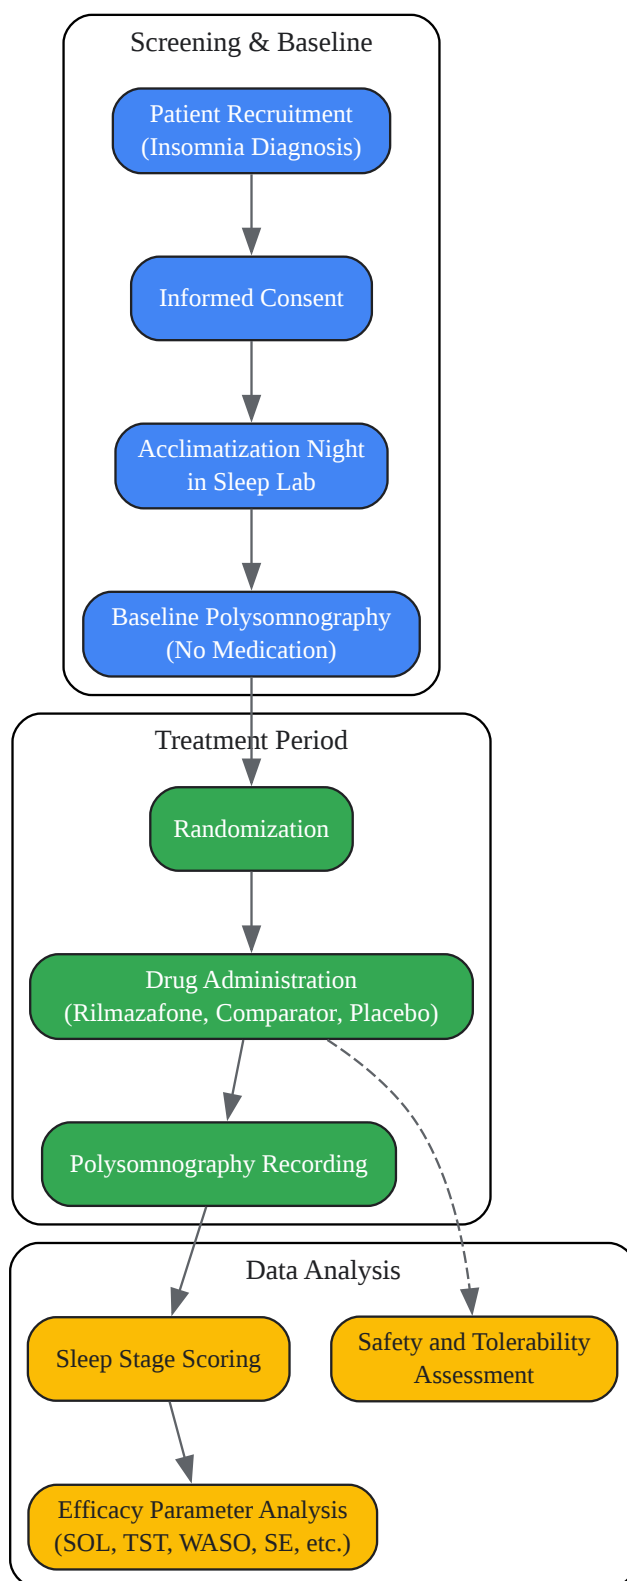 Screening & Baseline
Patient Recruitment
(Insomnia Diagnosis)
Informed Consent
Acclimatization Night
in Sleep Lab
Baseline Polysomnography
(No Medication)
Treatment Period
Randomization
Drug Administration
(Rilmazafone, Comparator, Placebo)
Polysomnography Recording
Data Analysis
Sleep Stage Scoring
Safety and Tolerability
Assessment
Efficacy Parameter Analysis
(SOL, TST, WASO, SE, etc.)